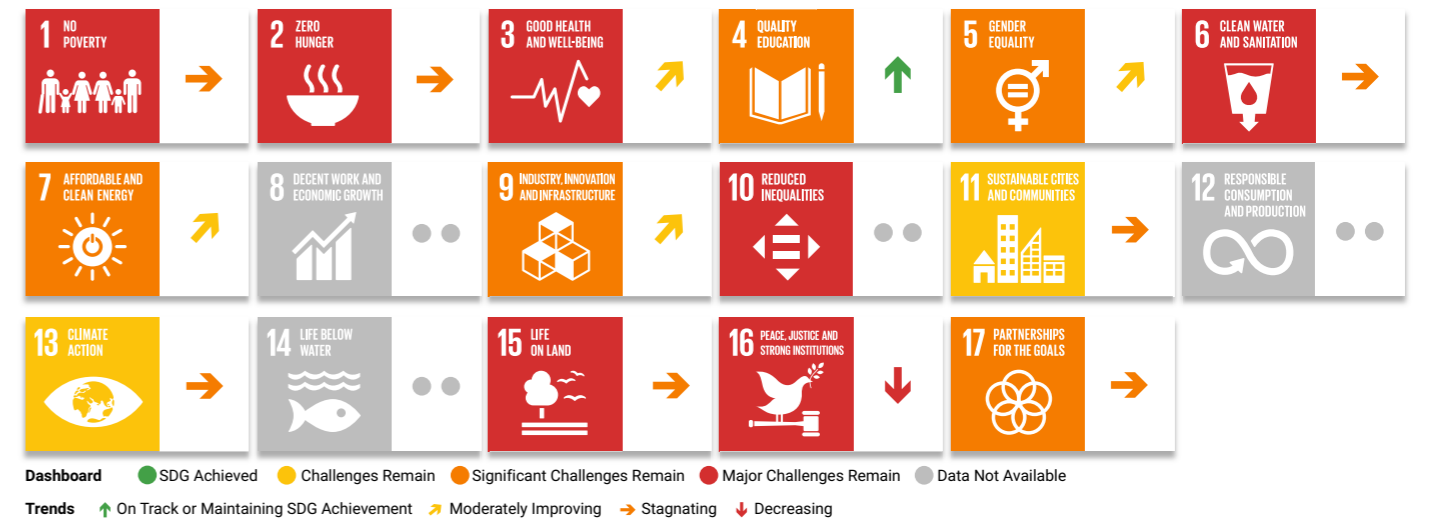 1 NO
POVERTY
2 ZERO
HUNGER
3 GOOD HEALTH
AND WELL-BEING
4 QUALITY
EDUCATION
5 GENDER
EQUALITY
6 CLEAN WATER
AND SANITATION
7 AFFORDABLE AND
CLEAN ENERGY
8 DECENT WORK AND
ECONOMIC GROWTH
9 INDUSTRY, INNOVATION
AND INFRASTRUCTURE
10 REDUCED
INEQUALITIES
11 SUSTAINABLE CITIES
AND COMMUNITIES
12 RESPONSIBLE
CONSUMPTION
AND PRODUCTION
13 CLIMATE
ACTION
14 LIFE BELOW
WATER
15 LIFE
ON LAND
16 PEACE, JUSTICE AND
STRONG INSTITUTIONS
17 PARTNERSHIPS
FOR THE GOALS
Dashboard SDG Achieved Challenges Remain Significant Challenges Remain Major Challenges Remain Data Not Available
Trends On Track or Maintaining SDG Achievement Moderately Improving Stagnating Decreasing